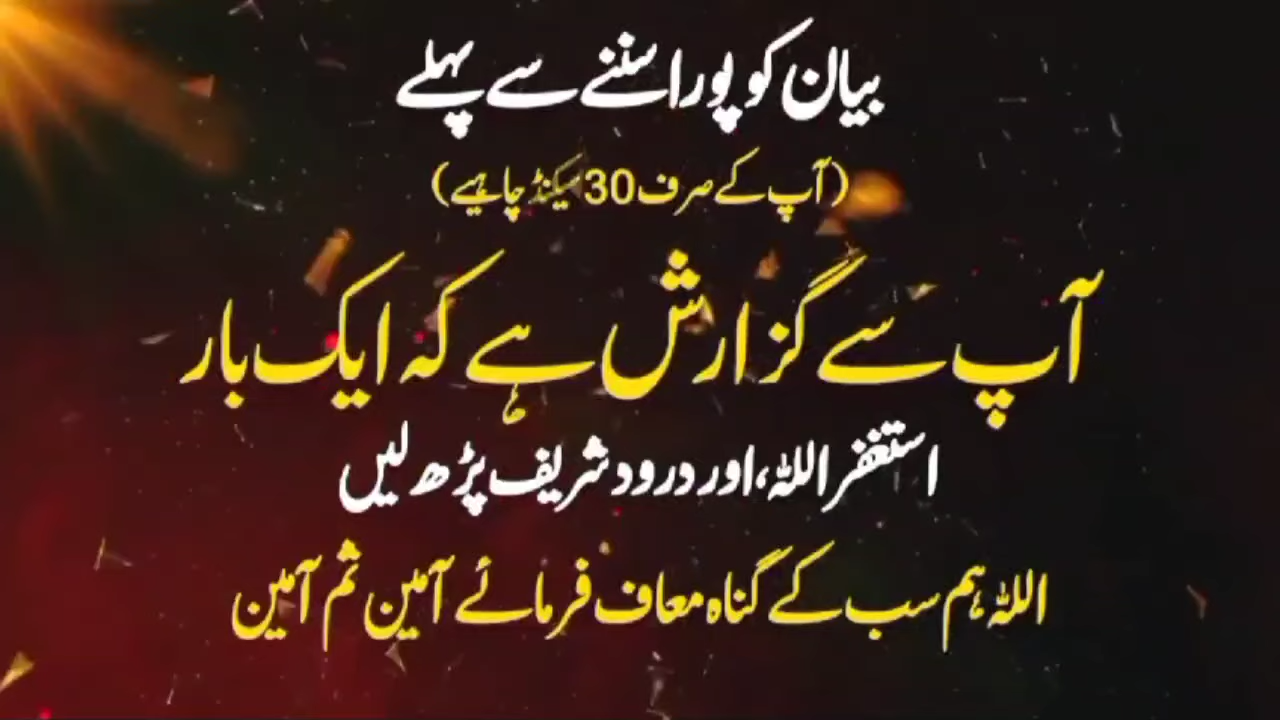 بیان کو پورا سننے سے پہلے
(آپ کے صرف 30 سیکنڈ چاہیے)
آپ سے گزارش ہے کہ ایک بار
استغفر اللہ، اور درود شریف پڑھ لیں
اللہ ہم سب کے گناہ معاف فرمائے آمین ثم آمین